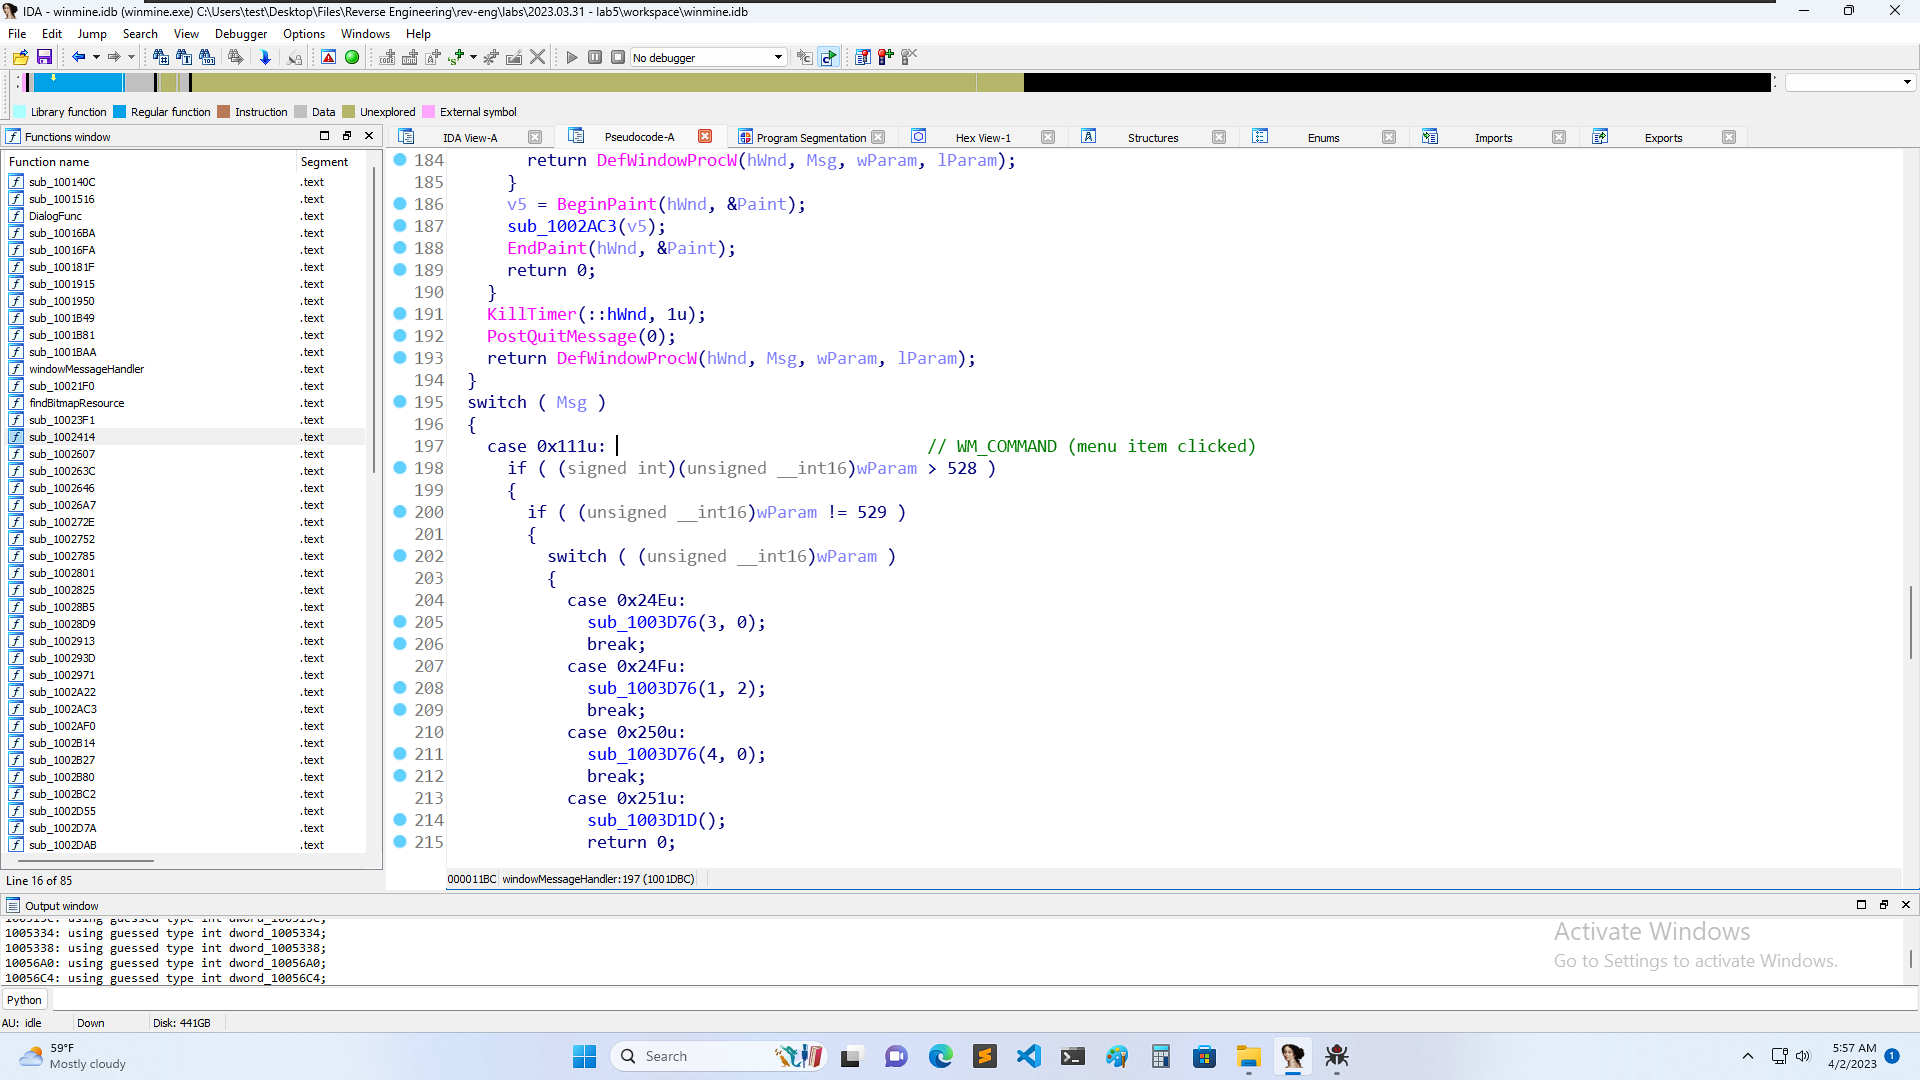 IDA - winmine.idb (winmine.exe) C:\Users\test\Desktop\Files\Reverse Engineering\rev-eng\labs\2023.03.31 - lab5\workspace\winmine.idb
File Edit Jump Search View Debugger Options Windows Help
No debugger
Library function Regular function Instruction Data Unexplored External symbol
Functions window
IDA View-A Pseudocode-A Program Segmentation Hex View-1 Structures Enums Imports Exports
Function name Segment
sub_100140C .text
sub_1001516 .text
DialogFunc .text
sub_10016BA .text
sub_10016FA .text
sub_100181F .text
sub_1001915 .text
sub_1001950 .text
sub_1001B49 .text
sub_1001B81 .text
sub_1001BAA .text
windowMessageHandler .text
sub_10021F0 .text
findBitmapResource .text
sub_10023F1 .text
sub_1002414 .text
sub_1002607 .text
sub_100263C .text
sub_1002646 .text
sub_10026A7 .text
sub_100272E .text
sub_1002752 .text
sub_1002785 .text
sub_1002801 .text
sub_1002825 .text
sub_10028B5 .text
sub_10028D9 .text
sub_1002913 .text
sub_100293D .text
sub_1002971 .text
sub_1002A22 .text
sub_1002AC3 .text
sub_1002AF0 .text
sub_1002B14 .text
sub_1002B27 .text
sub_1002B80 .text
sub_1002BC2 .text
sub_1002D55 .text
sub_1002D7A .text
sub_1002DAB .text
Line 16 of 85
184 return DefWindowProcW(hWnd, Msg, wParam, lParam);
185 }
186 v5 = BeginPaint(hWnd, &Paint);
187 sub_1002AC3(v5);
188 EndPaint(hWnd, &Paint);
189 return 0;
190 }
191 KillTimer(::hWnd, 1u);
192 PostQuitMessage(0);
193 return DefWindowProcW(hWnd, Msg, wParam, lParam);
194 }
195 switch ( Msg )
196 {
197 case 0x111u: // WM_COMMAND (menu item clicked)
198 if ( (signed int)(unsigned __int16)wParam > 528 )
199 {
200 if ( (unsigned __int16)wParam != 529 )
201 {
202 switch ( (unsigned __int16)wParam )
203 {
204 case 0x24Eu:
205 sub_1003D76(3, 0);
206 break;
207 case 0x24Fu:
208 sub_1003D76(1, 2);
209 break;
210 case 0x250u:
211 sub_1003D76(4, 0);
212 break;
213 case 0x251u:
214 sub_1003D1D();
215 return 0;
000011BC windowMessageHandler:197 (1001DBC)
Output window
100515C: using guessed type int dword_100515C;
1005334: using guessed type int dword_1005334;
1005338: using guessed type int dword_1005338;
10056A0: using guessed type int dword_10056A0;
10056C4: using guessed type int dword_10056C4;
Activate Windows
Go to Settings to activate Windows.
Python
AU: idle Down Disk: 441GB
59°F
Mostly cloudy
Search
5:57 AM
4/2/2023
1